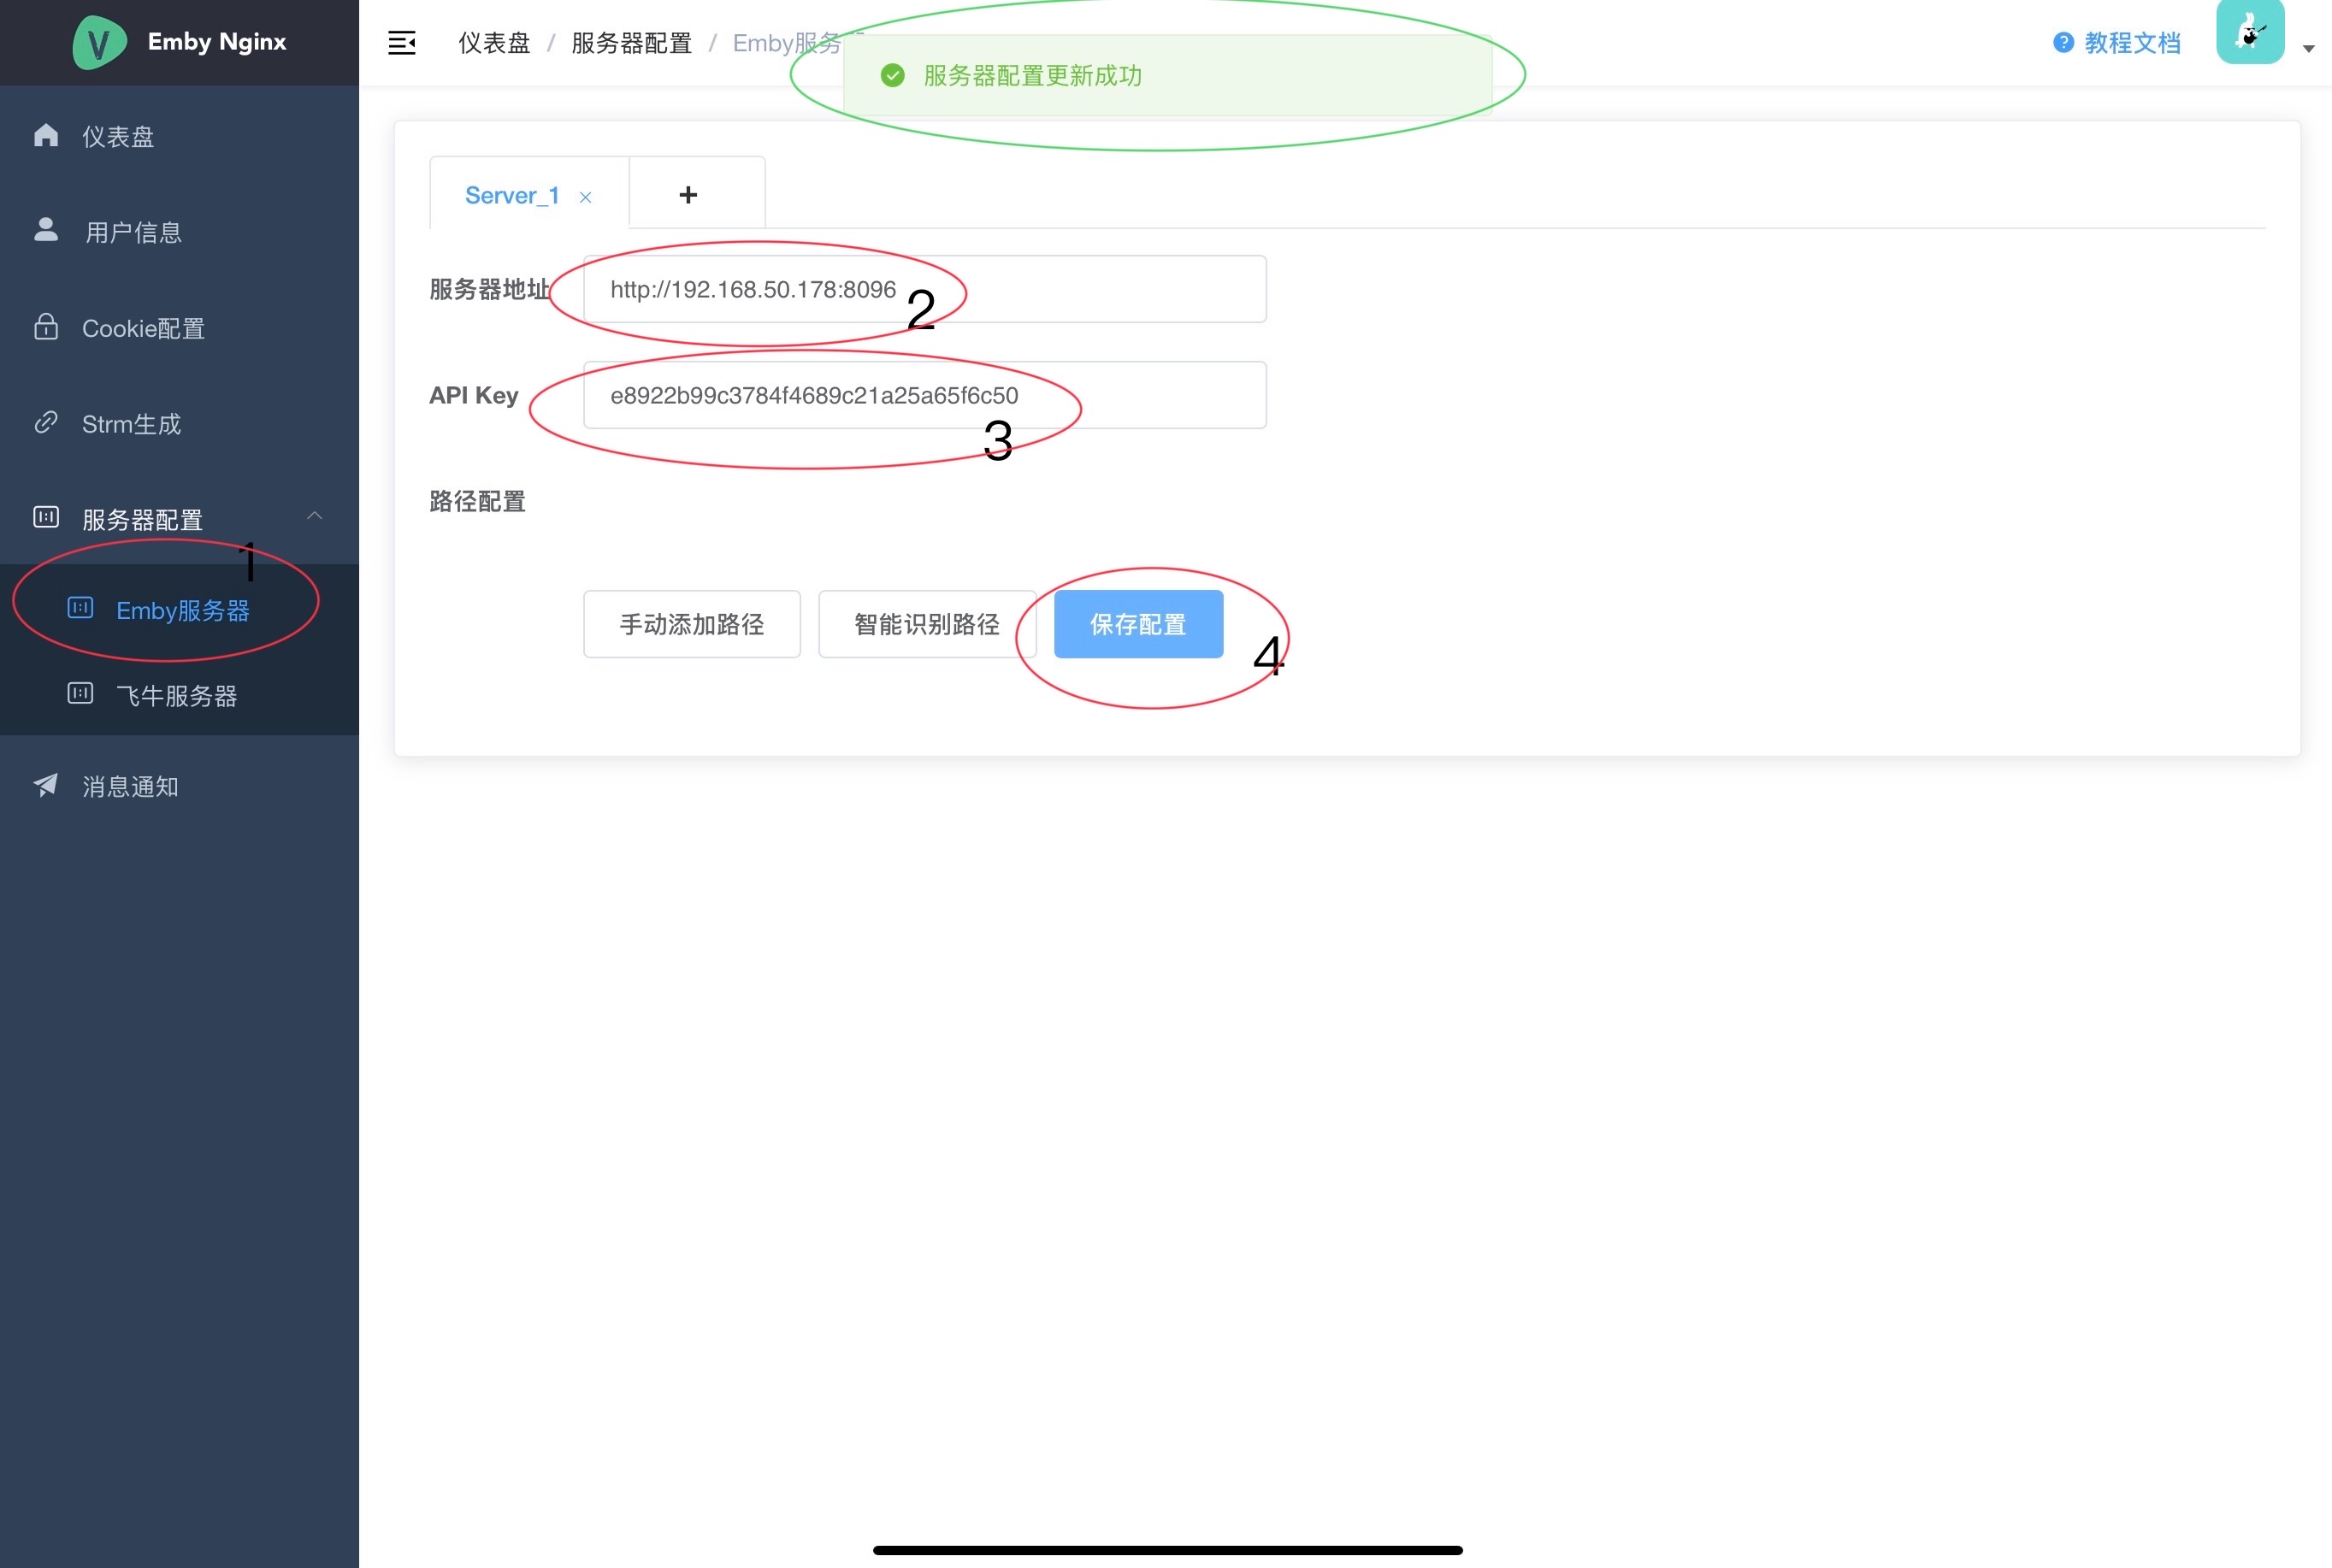 Emby Nginx
仪表盘 / 服务器配置 / Emby服务
服务器配置更新成功
教程文档
仪表盘
用户信息
Cookie配置
Strm生成
服务器配置
1
Emby服务器
飞牛服务器
消息通知
Server_1 × +
服务器地址 http://192.168.50.178:8096
2
API Key e8922b99c3784f4689c21a25a65f6c50
3
路径配置
手动添加路径 智能识别路径 保存配置
4